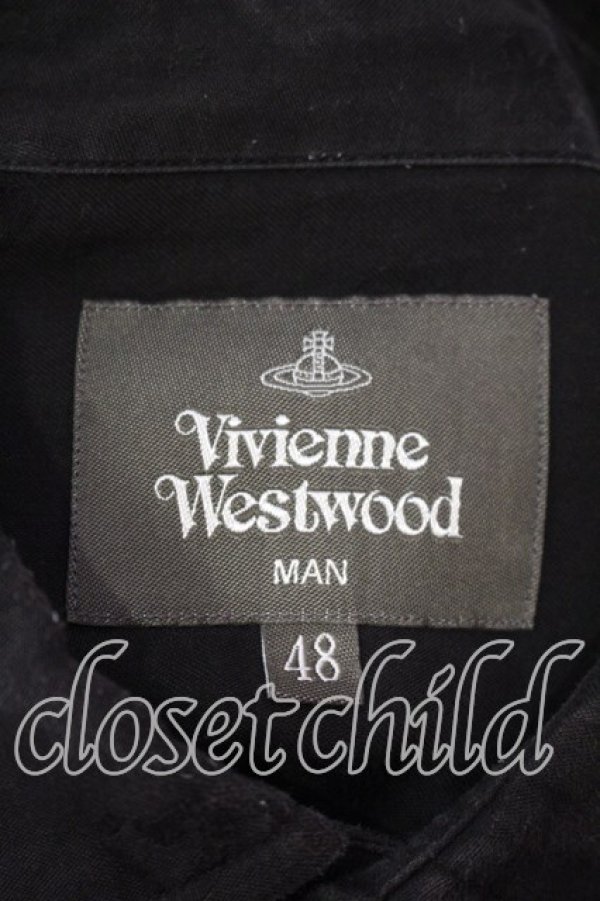 Vivienne
Westwood
MAN
48
closet child